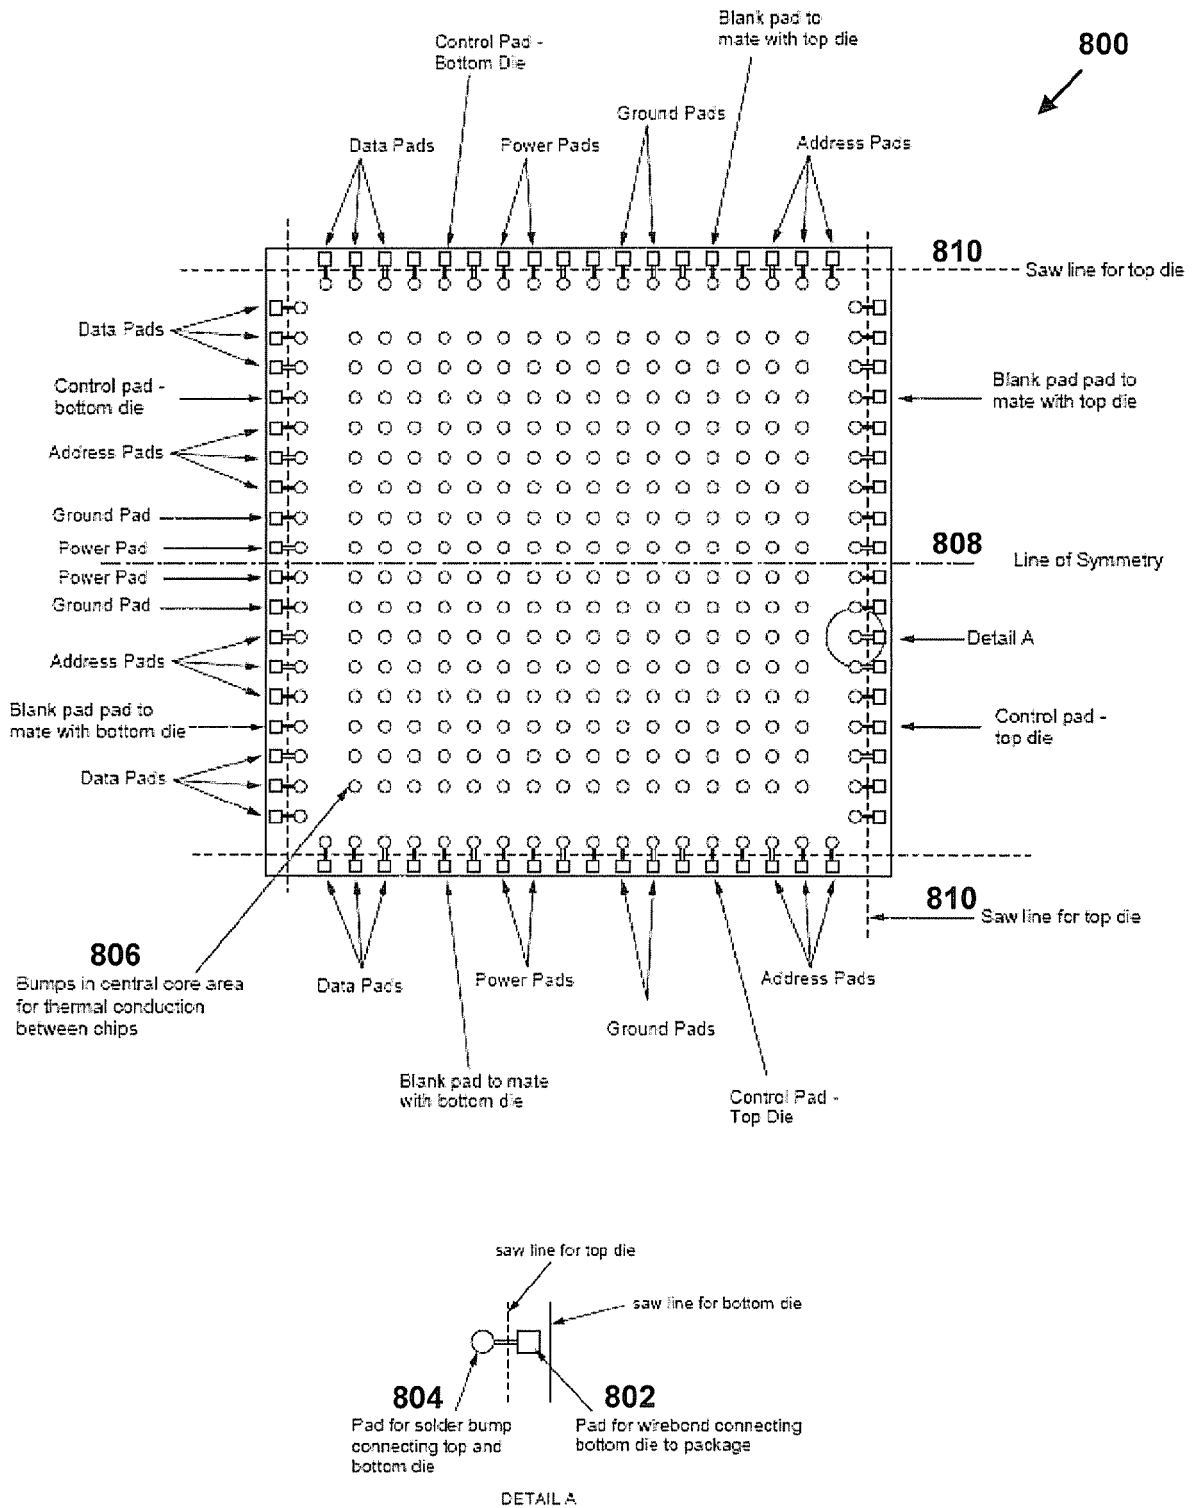 Blank pad to
mate with top die
800
Control Pad -
Bottom Die
Ground Pads
Data Pads
Power Pads
Address Pads
810
Saw line for top die
Data Pads
Control pad -
bottom die
Blank pad pad to
mate with top die
Address Pads
Ground Pad
Power Pad
808
Line of Symmetry
Power Pad
Ground Pad
Detail A
Address Pads
Blank pad pad to
mate with bottom die
Control pad -
top die
Data Pads
810
Saw line for top die
806
Bumps in central core area
for thermal conduction
between chips
Data Pads
Power Pads
Address Pads
Ground Pads
Blank pad to mate
with bottom die
Control Pad -
Top Die
saw line for top die
saw line for bottom die
804
Pad for solder bump
connecting top and
bottom die
802
Pad for wirebond connecting
bottom die to package
DETAIL A